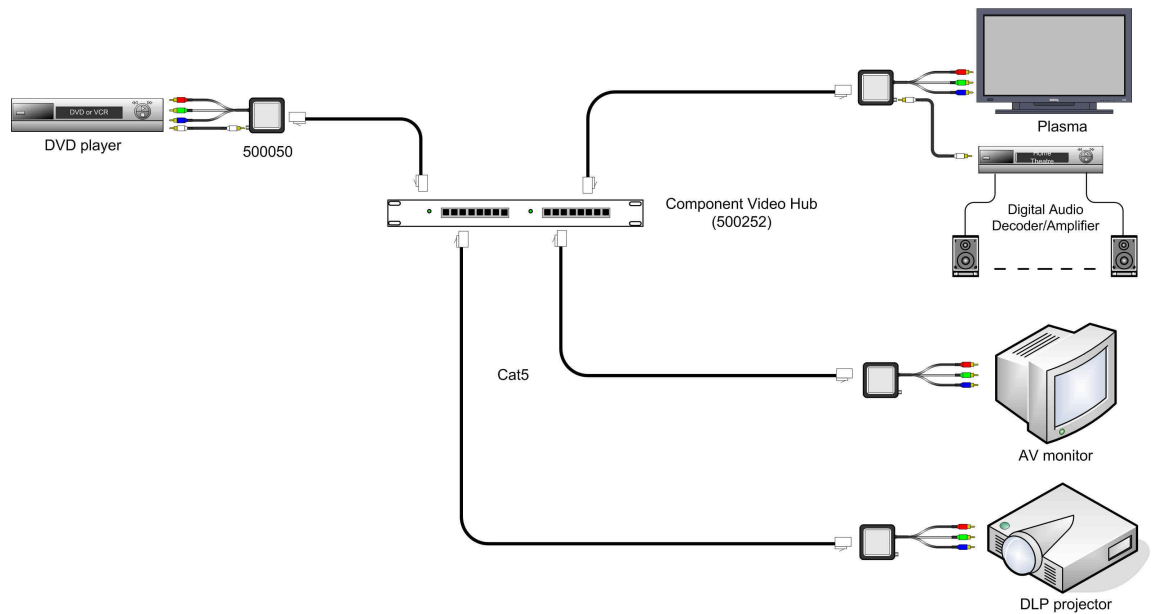 DVD or VCR
DVD player
500050
Component Video Hub
(500252)
Plasma
Home
Theatre
Digital Audio
Decoder/Amplifier
Cat5
AV monitor
DLP projector